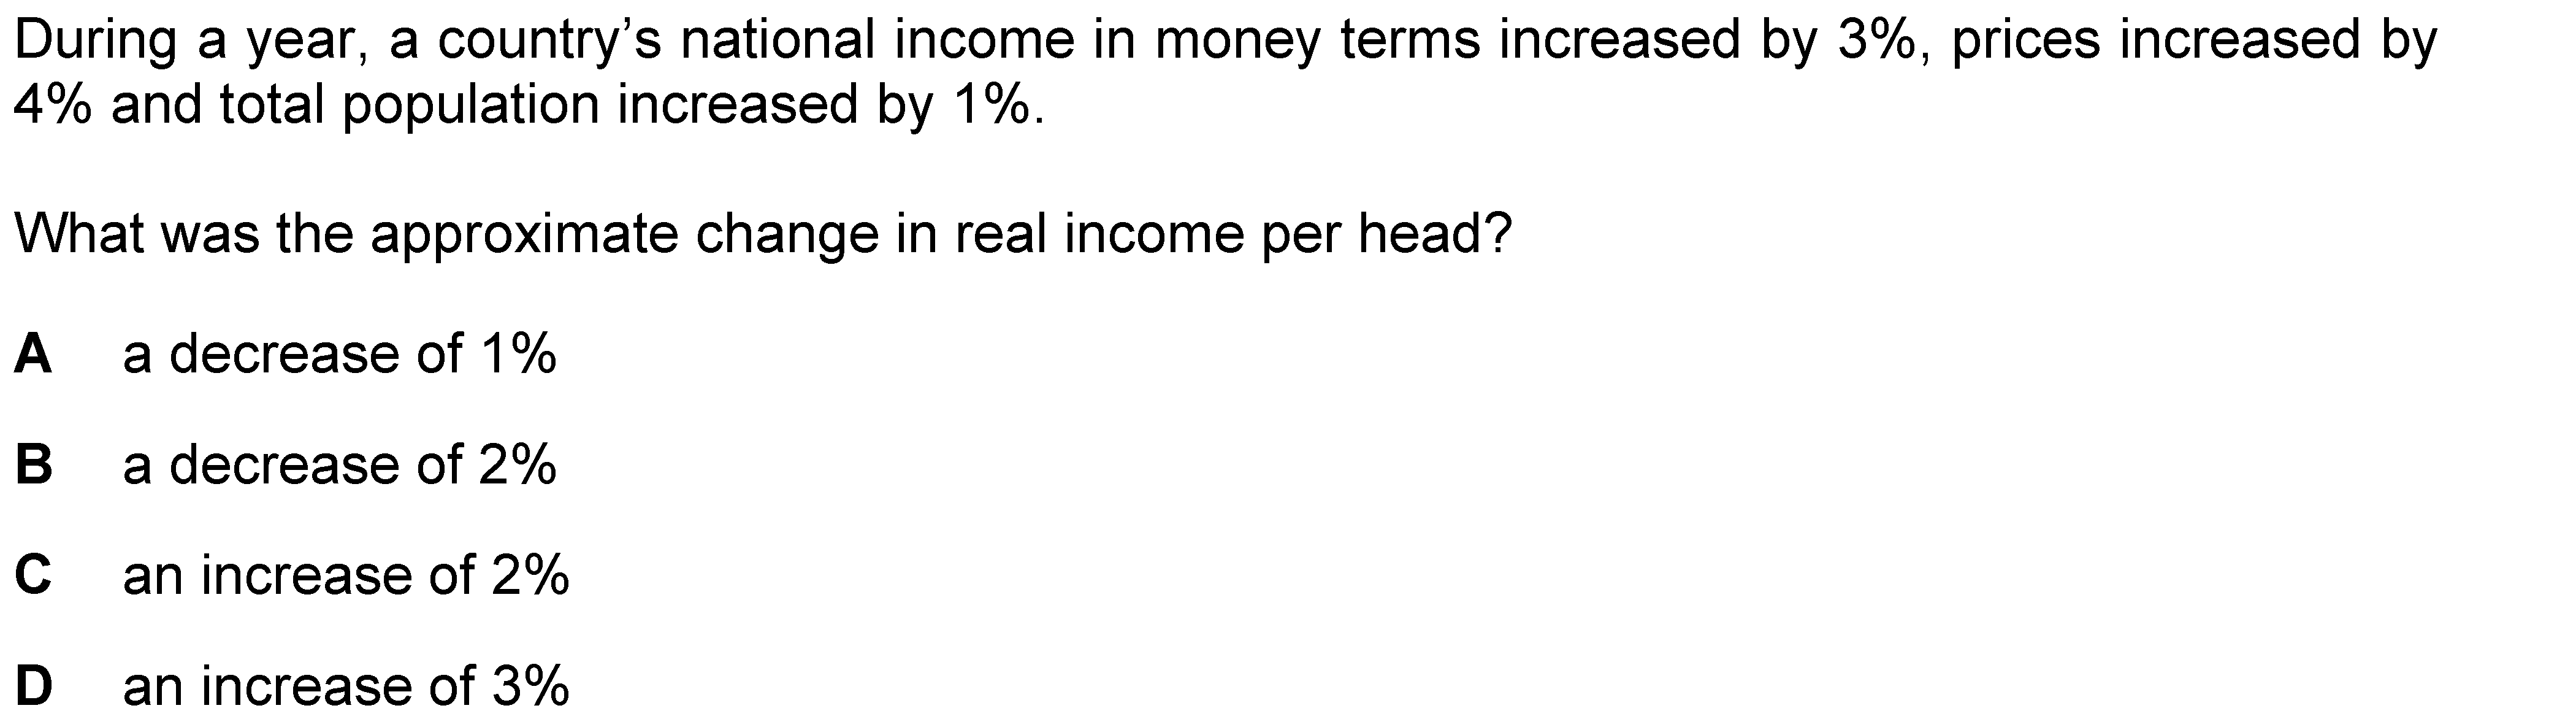 During a year, a country’s national income in money terms increased by 3%, prices increased by
4% and total population increased by 1%.
What was the approximate change in real income per head?
A a decrease of 1%
B a decrease of 2%
C an increase of 2%
D an increase of 3%